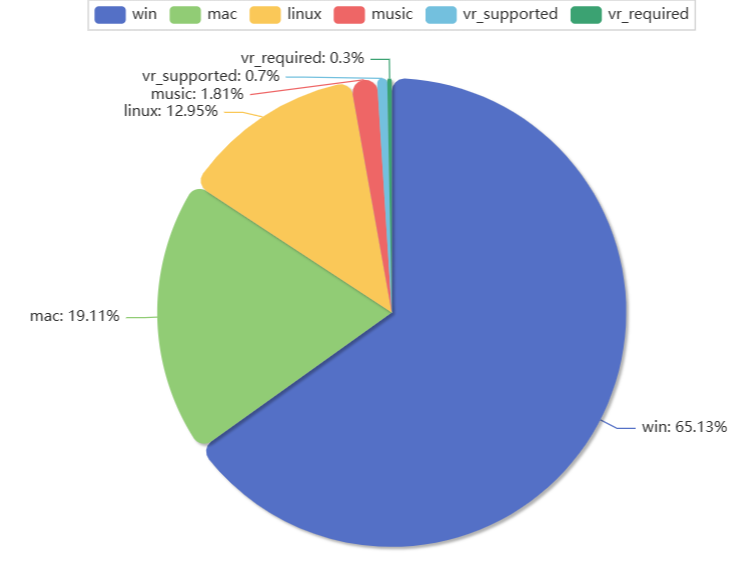 win mac linux music vr_supported vr_required
vr_required: 0.3%
vr_supported: 0.7%
music: 1.81%
linux: 12.95%
mac: 19.11%
win: 65.13%